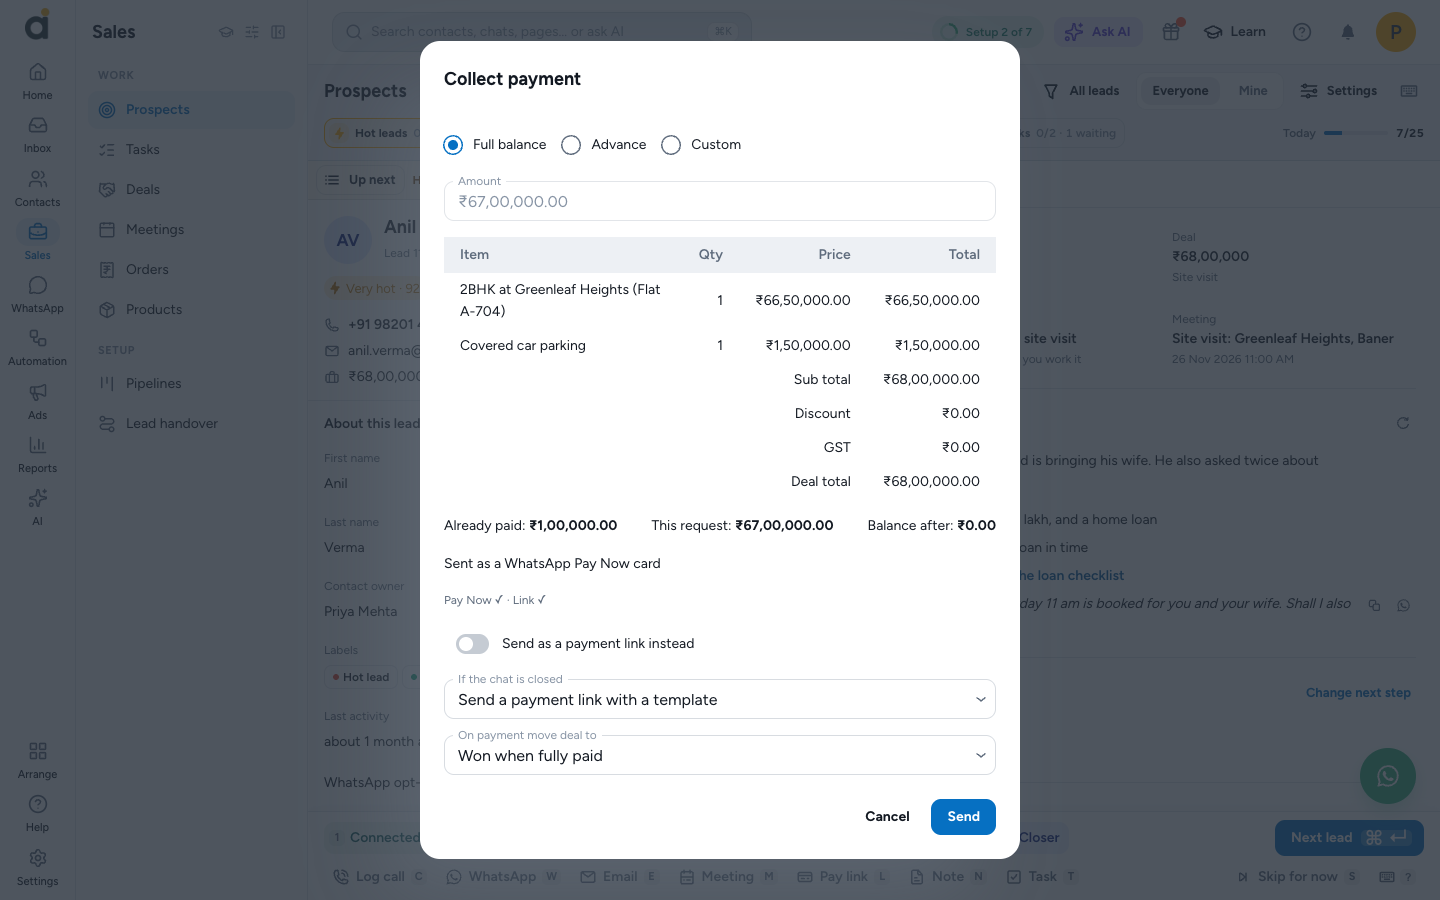 Sales
Search contacts, chats, pages... or ask AI
⌘K
Setup 2 of 7
Ask AI
Learn
P
Home
Inbox
Contacts
Sales
WhatsApp
Automation
Ads
Reports
AI
Arrange
Help
Settings
WORK
Prospects
Tasks
Deals
Meetings
Orders
Products
SETUP
Pipelines
Lead handover
Prospects
All leads
Everyone
Mine
Settings
Hot leads
0/2 · 1 waiting
Today
7/25
Up next
AV
Anil
Very hot · 92
+91 98201
anil.verma@
₹68,00,000
About this lead
First name
Anil
Last name
Verma
Contact owner
Priya Mehta
Labels
Hot lead
Last activity
about 1 month
WhatsApp opt-
Collect payment
Full balance
Advance
Custom
Amount
₹67,00,000.00
Item Qty Price Total
2BHK at Greenleaf Heights (Flat
A-704) 1 ₹66,50,000.00 ₹66,50,000.00
Covered car parking 1 ₹1,50,000.00 ₹1,50,000.00
Sub total ₹68,00,000.00
Discount ₹0.00
GST ₹0.00
Deal total ₹68,00,000.00
Already paid: ₹1,00,000.00 This request: ₹67,00,000.00 Balance after: ₹0.00
Sent as a WhatsApp Pay Now card
Pay Now ✓ · Link ✓
Send as a payment link instead
If the chat is closed
Send a payment link with a template
On payment move deal to
Won when fully paid
Cancel
Send
Deal
₹68,00,000
Site visit
site visit
you work it
Meeting
Site visit: Greenleaf Heights, Baner
26 Nov 2026 11:00 AM
d is bringing his wife. He also asked twice about
lakh, and a home loan
oan in time
he loan checklist
day 11 am is booked for you and your wife. Shall I also
Change next step
1 Connected
Closer
Next lead ⌘
Log call C
WhatsApp W
Email E
Meeting M
Pay link L
Note N
Task T
Skip for now S
?